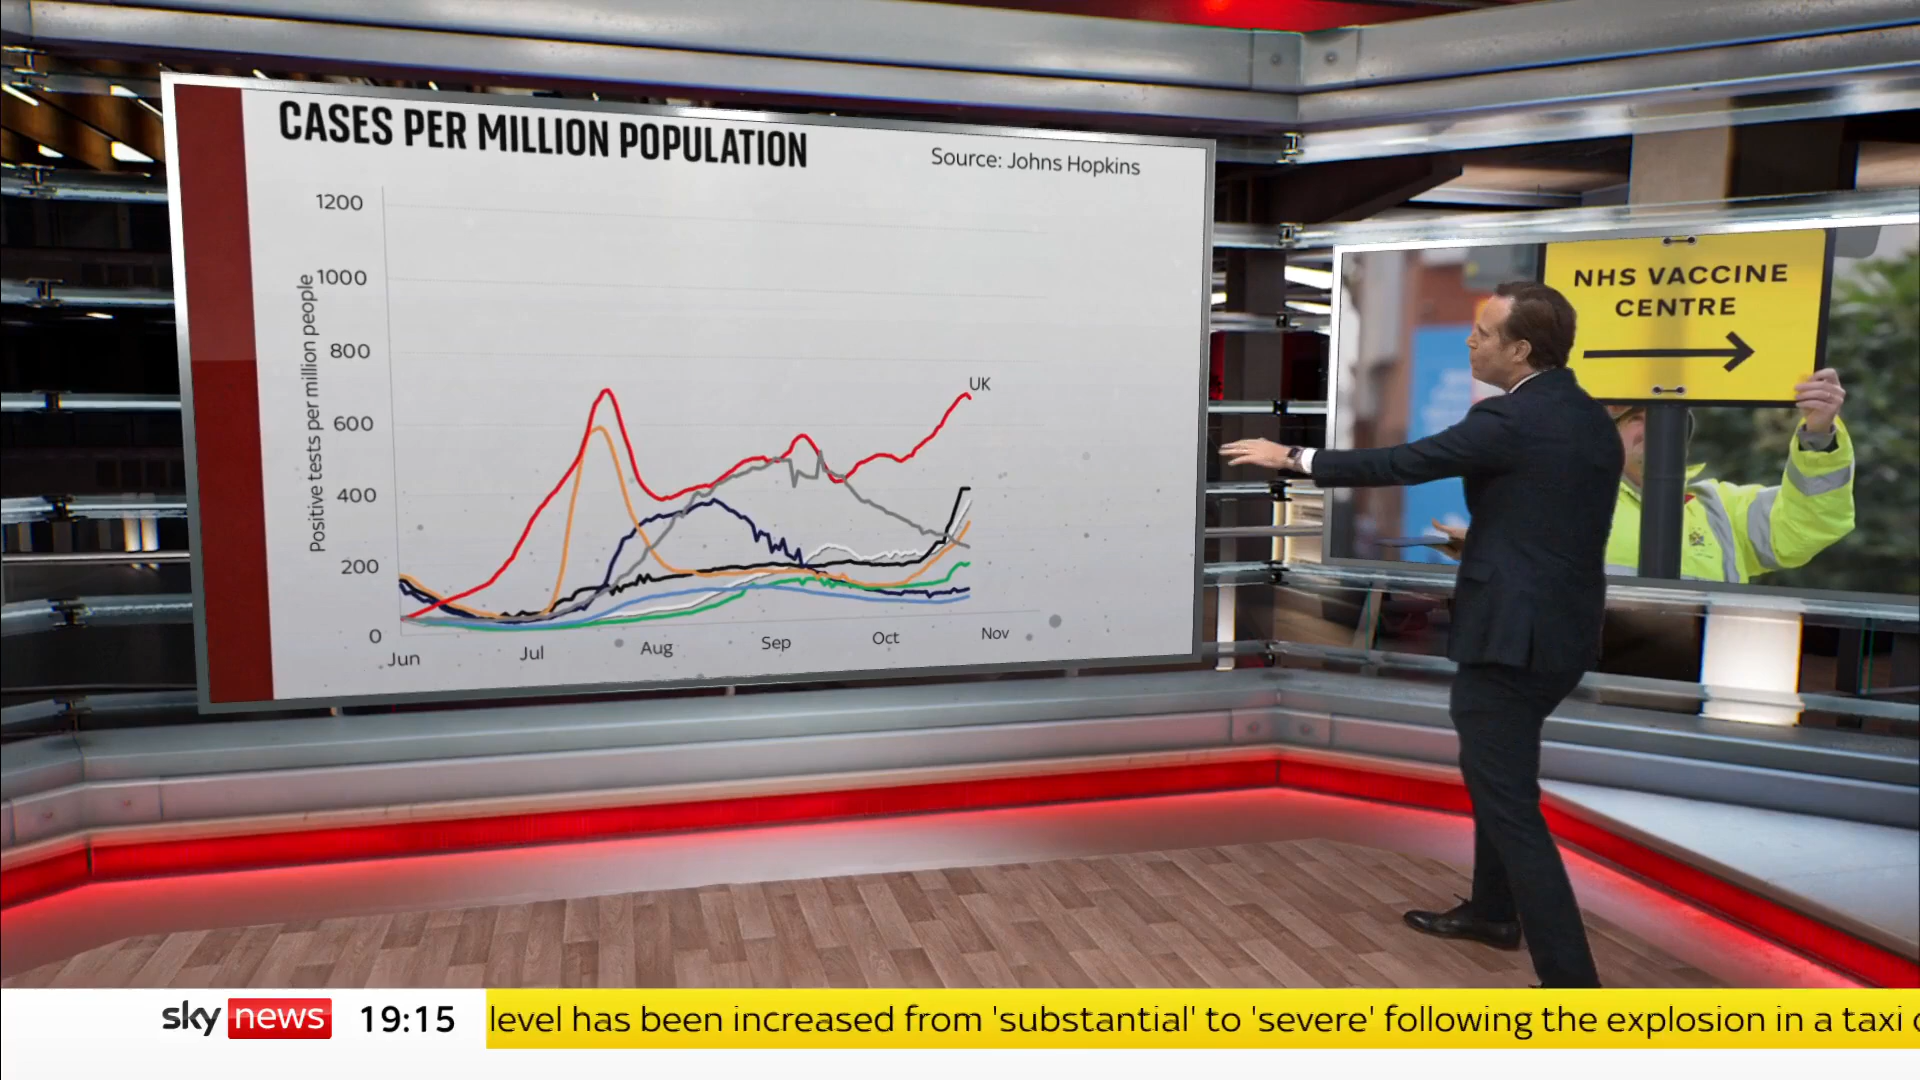 CASES PER MILLION POPULATION
Source: Johns Hopkins
Positive tests per million people
1200
1000
800
600
400
200
0
Jun
Jul
Aug
Sep
Oct
Nov
UK
NHS VACCINE
CENTRE
sky news
19:15
level has been increased from 'substantial' to 'severe' following the explosion in a taxi